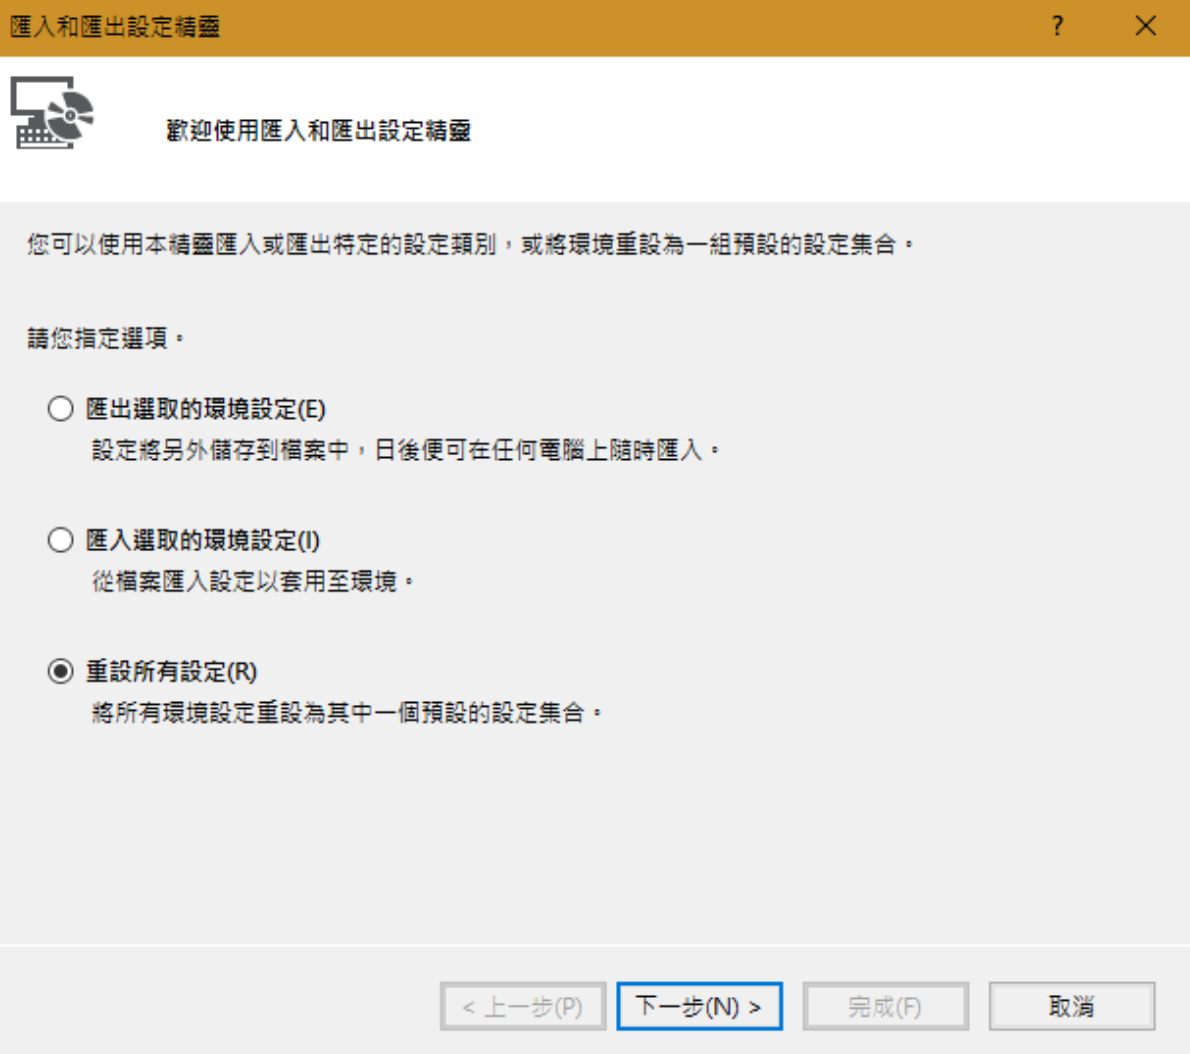 匯入和匯出設定精靈
?
歡迎使用匯入和匯出設定精靈
您可以使用本精靈匯入或匯出特定的設定類別，或將環境重設為一組預設的設定集合。
請您指定選項。
匯出選取的環境設定(E)
設定將另外儲存到檔案中，日後便可在任何電腦上隨時匯入。
匯入選取的環境設定(I)
從檔案匯入設定以套用至環境。
重設所有設定(R)
將所有環境設定重設為其中一個預設的設定集合。
< 上一步(P) 下一步(N) > 完成(F) 取消